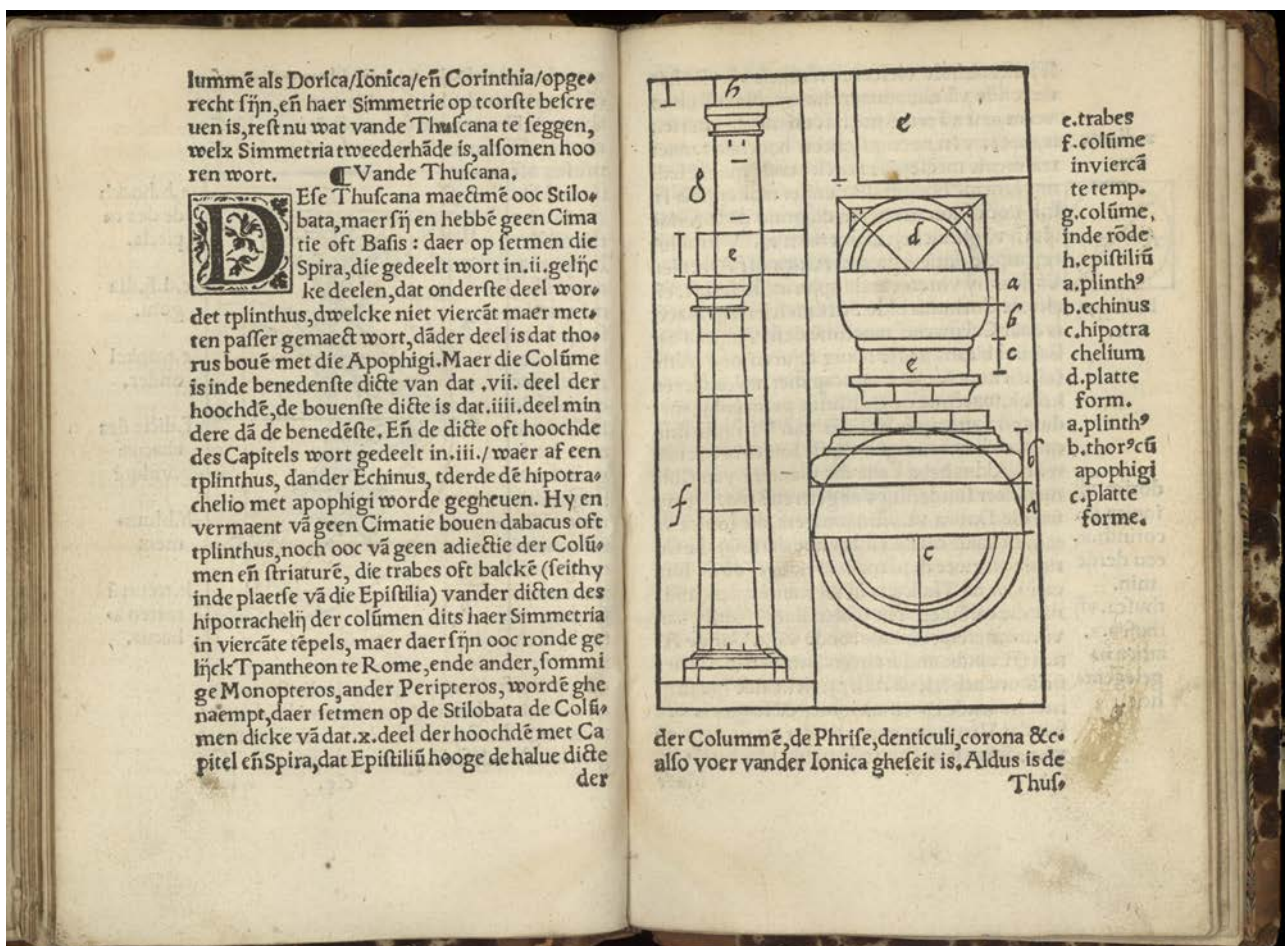 lummē als Dorica/Iōnica/eñ Corinthia/opge⸗
recht sijn,eñ haer Simmetrie op tcorste bescre
uen is,rest nu wat vande Thuscana te seggen,
welx Simmetria tweederhāde is,alsomen hoo
ren wort. ¶ Vande Thuscana.
DEse Thuscana maectmē ooc Stilo⸗
bata,maer sij en hebbē geen Cima
tie oft Basis : daer op setmen die
Spira,die gedeelt wort in.ii.gelijc
ke deelen,dat onderste deel wor⸗
det tplinthus,dwelcke niet viercāt maer met⸗
ten passer gemaect wort,dāder deel is dat tho⸗
rus bouē met die Apophigi.Maer die Colūme
is inde benedenste dicte van dat .vii. deel der
hoochdē,de bouenste dicte is dat.iiii.deel min
dere dā de benedēste.Eñ de dicte oft hoochde
des Capitels wort gedeelt in.iii./waer af een
tplinthus, dander Echinus, tderde dē hipotra⸗
chelio met apophigi worde gegheuen. Hy en
vermaent vā geen Cimatie bouen dabacus oft
tplinthus,noch ooc vā geen adiectie der Colū⸗
men eñ striaturē, die trabes oft balckē (seithy
inde plaetse vā die Epistilia) vander dicten des
hipotrachelij der colūmen dits haer Simmetria
in viercāte tēpels, maer daer sijn ooc ronde ge
lijck Tpantheon te Rome,ende ander,sommi
ge Monopteros,ander Peripteros,wordē ghe
naempt,daer setmen op de Stilobata de Colū⸗
men dicke vā dat.x.deel der hoochdē met Ca
pitel eñ Spira,dat Epistiliū hooge de halue dicte
der
h
g
e
f
e
d
a
b
c
e
b
a
c
e.trabes
f.colūme
inviercā
te temp.
g.colūme,
inde rōde
h.epistiliū
a.plinthꝰ
b.echinus
c.hipotra
chelium
d.platte
form.
a.plinthꝰ
b.thorꝰcū
apophigi
c.platte
forme.
der Colummē,de Phrise,denticuli,corona &c.
also voer vander Ionica gheseit is.Aldus is de
Thus⸗